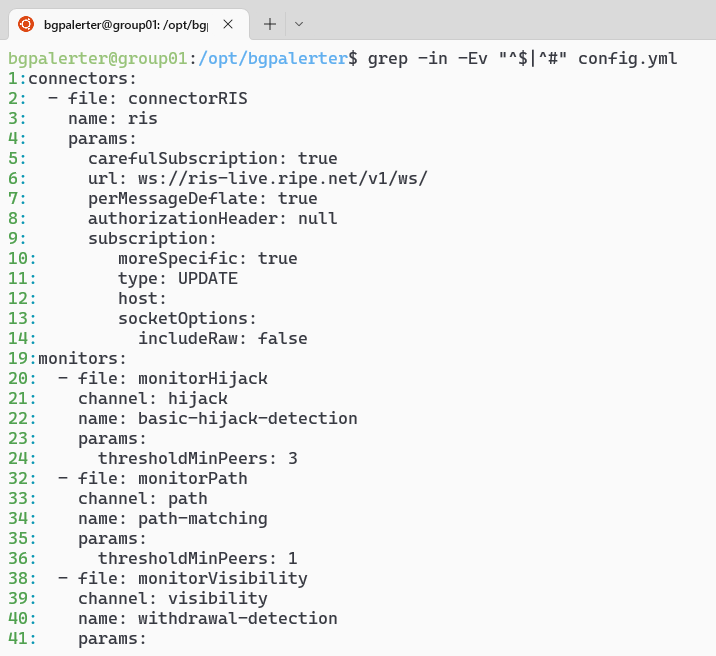 bgpalerter@group01: /opt/bgp
bgpalerter@group01:/opt/bgpalerter$ grep -in -Ev "^$|^#" config.yml
1:connectors:
2:  - file: connectorRIS
3:    name: ris
4:    params:
5:      carefulSubscription: true
6:      url: ws://ris-live.ripe.net/v1/ws/
7:      perMessageDeflate: true
8:      authorizationHeader: null
9:      subscription:
10:        moreSpecific: true
11:        type: UPDATE
12:        host:
13:        socketOptions:
14:          includeRaw: false
19:monitors:
20:  - file: monitorHijack
21:    channel: hijack
22:    name: basic-hijack-detection
23:    params:
24:      thresholdMinPeers: 3
32:  - file: monitorPath
33:    channel: path
34:    name: path-matching
35:    params:
36:      thresholdMinPeers: 1
38:  - file: monitorVisibility
39:    channel: visibility
40:    name: withdrawal-detection
41:    params: